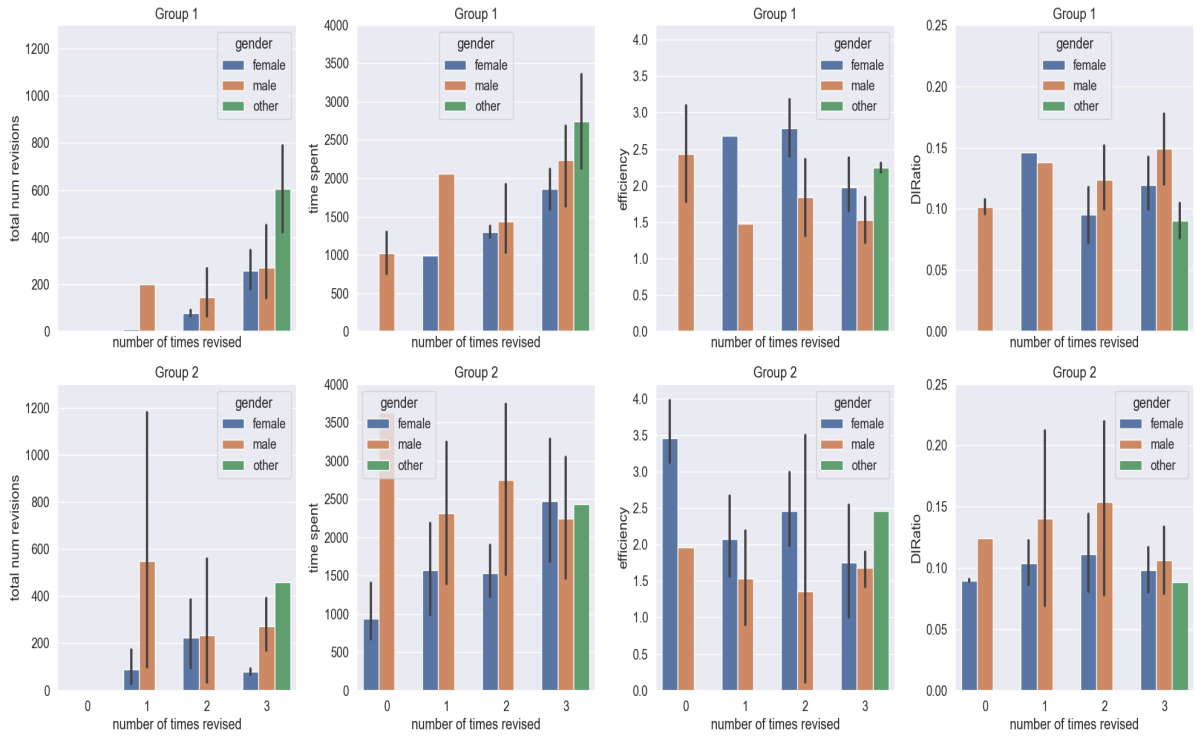 Group 1
total num revisions
1200
1000
800
600
400
200
0
gender
female
male
other
number of times revised
Group 1
time spent
4000
3500
3000
2500
2000
1500
1000
500
0
gender
female
male
other
number of times revised
Group 1
efficiency
4.0
3.5
3.0
2.5
2.0
1.5
1.0
0.5
0.0
gender
female
male
other
number of times revised
Group 1
DIRatio
0.25
0.20
0.15
0.10
0.05
0.00
gender
female
male
other
number of times revised
Group 2
total num revisions
1200
1000
800
600
400
200
0
gender
female
male
other
0 1 2 3
number of times revised
Group 2
time spent
4000
3500
3000
2500
2000
1500
1000
500
0
gender
female
male
other
0 1 2 3
number of times revised
Group 2
efficiency
4.0
3.5
3.0
2.5
2.0
1.5
1.0
0.5
0.0
gender
female
male
other
0 1 2 3
number of times revised
Group 2
DIRatio
0.25
0.20
0.15
0.10
0.05
0.00
gender
female
male
other
0 1 2 3
number of times revised